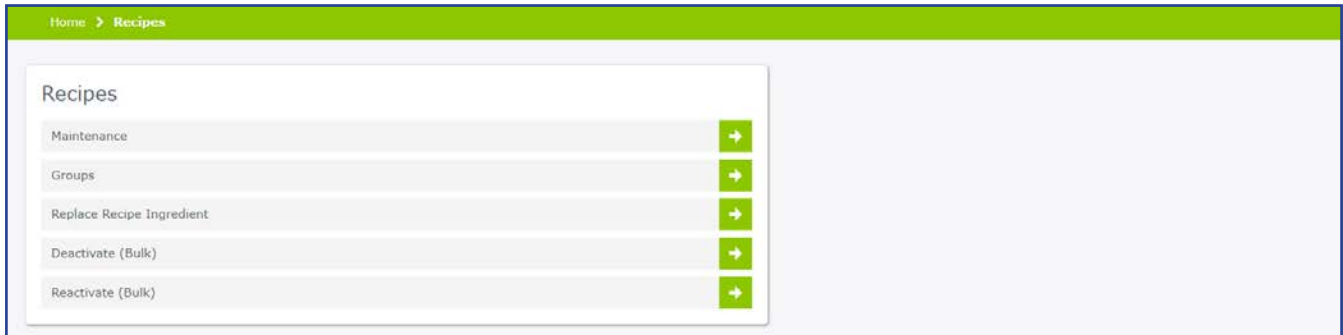 Home > Recipes
Recipes
Maintenance
Groups
Replace Recipe Ingredient
Deactivate (Bulk)
Reactivate (Bulk)